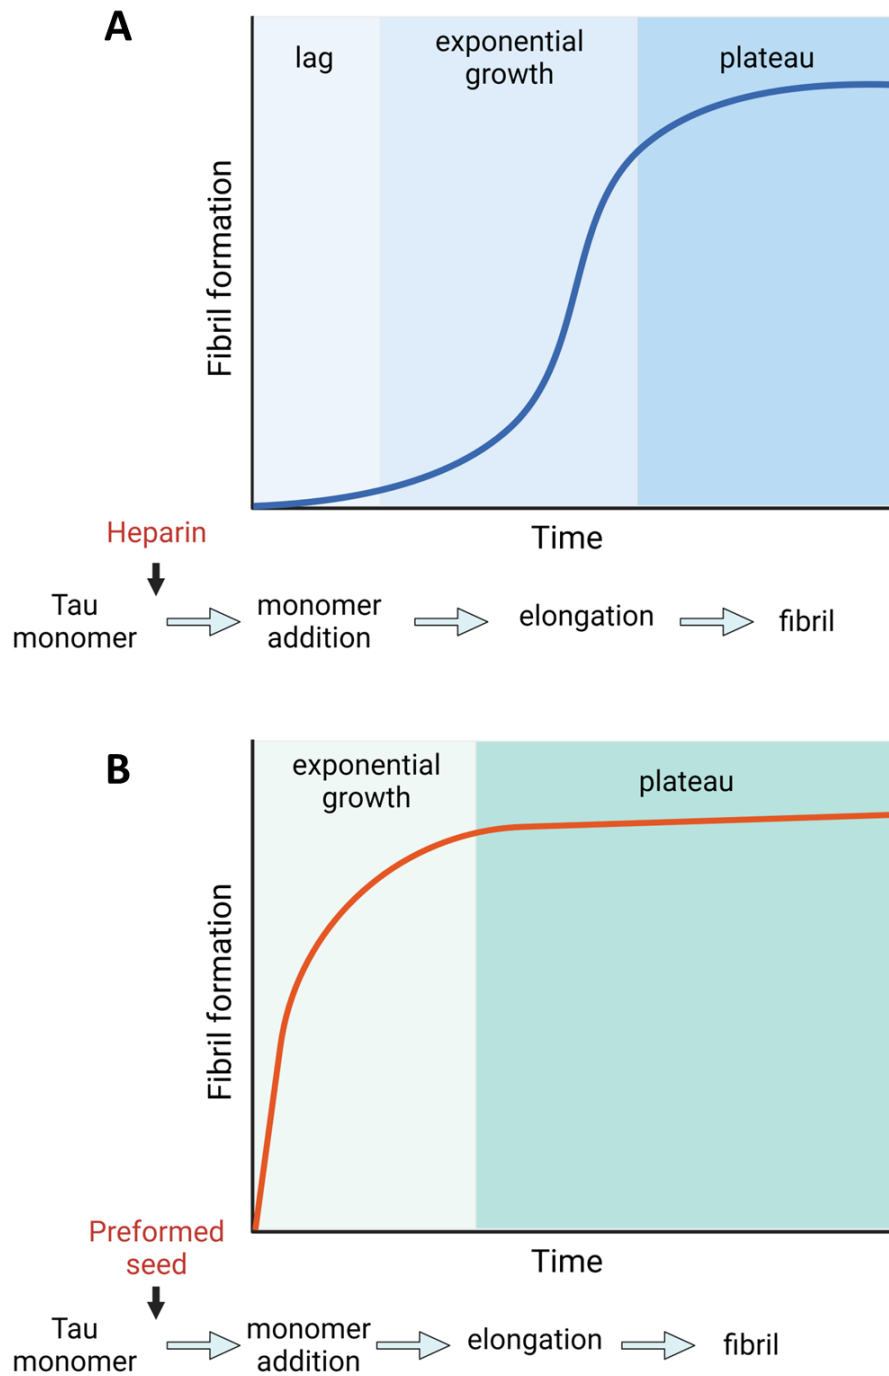 A
lag
exponential
growth
plateau
Fibril formation
Time
Heparin
Tau
monomer
monomer
addition
elongation
fibril
B
exponential
growth
plateau
Fibril formation
Time
Preformed
seed
Tau
monomer
monomer
addition
elongation
fibril